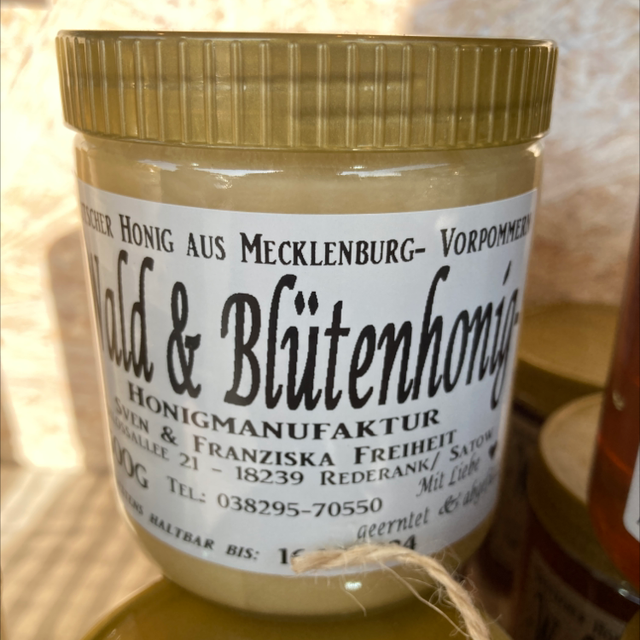 HONIG AUS MECKLENBURG- VORPOMMERN
& Blütenhonig
HONIGMANUFAKTUR
SVEN & FRANZISKA FREIHEIT
21 - 18239 REDERANK/ SATOW
TEL: 038295-70550
Mit Liebe ♥
geerntet &
HALTBAR BIS: